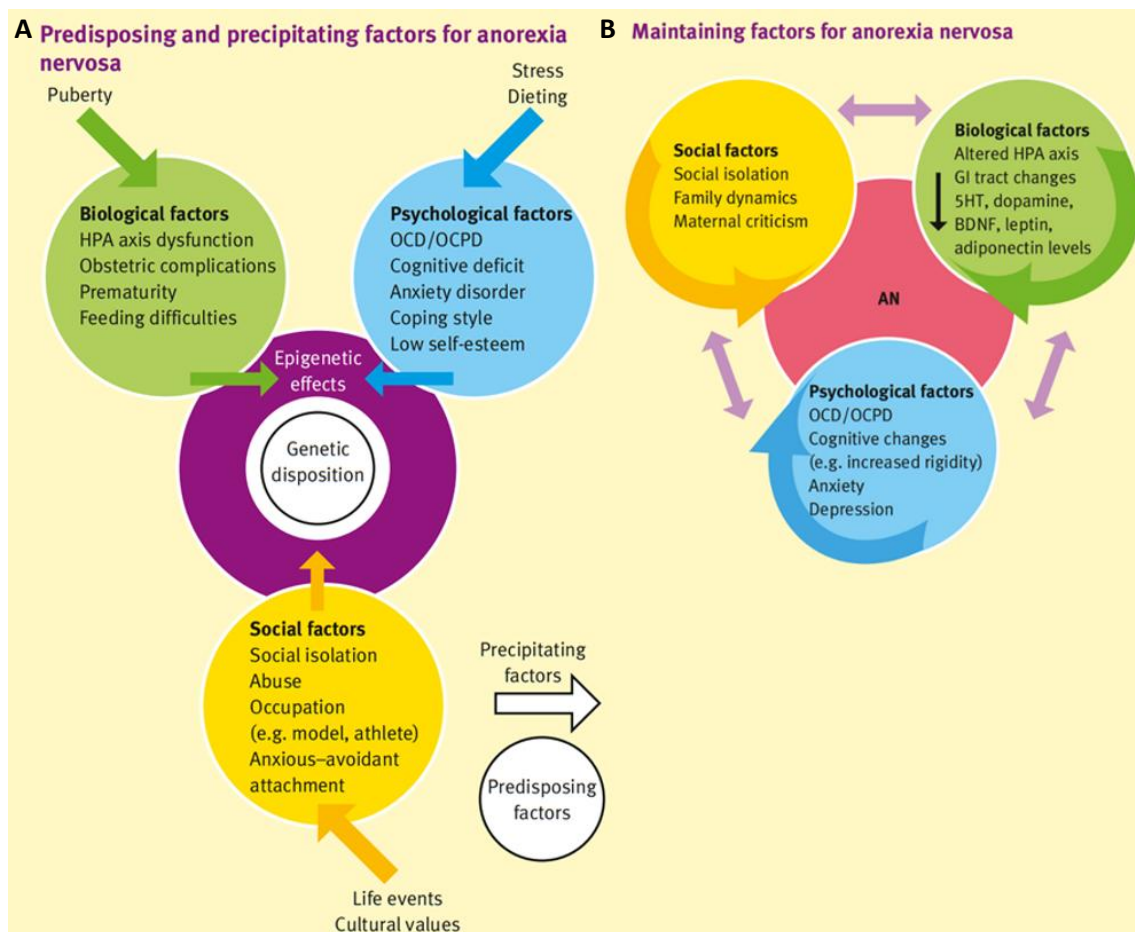 A Predisposing and precipitating factors for anorexia
nervosa
Puberty
Stress
Dieting
Biological factors
HPA axis dysfunction
Obstetric complications
Prematurity
Feeding difficulties
Psychological factors
OCD/OCPD
Cognitive deficit
Anxiety disorder
Coping style
Low self-esteem
Epigenetic
effects
Genetic
disposition
Social factors
Social isolation
Abuse
Occupation
(e.g. model, athlete)
Anxious–avoidant
attachment
Life events
Cultural values
Precipitating
factors
Predisposing
factors
B Maintaining factors for anorexia nervosa
Social factors
Social isolation
Family dynamics
Maternal criticism
Biological factors
Altered HPA axis
GI tract changes
5HT, dopamine,
BDNF, leptin,
adiponectin levels
AN
Psychological factors
OCD/OCPD
Cognitive changes
(e.g. increased rigidity)
Anxiety
Depression